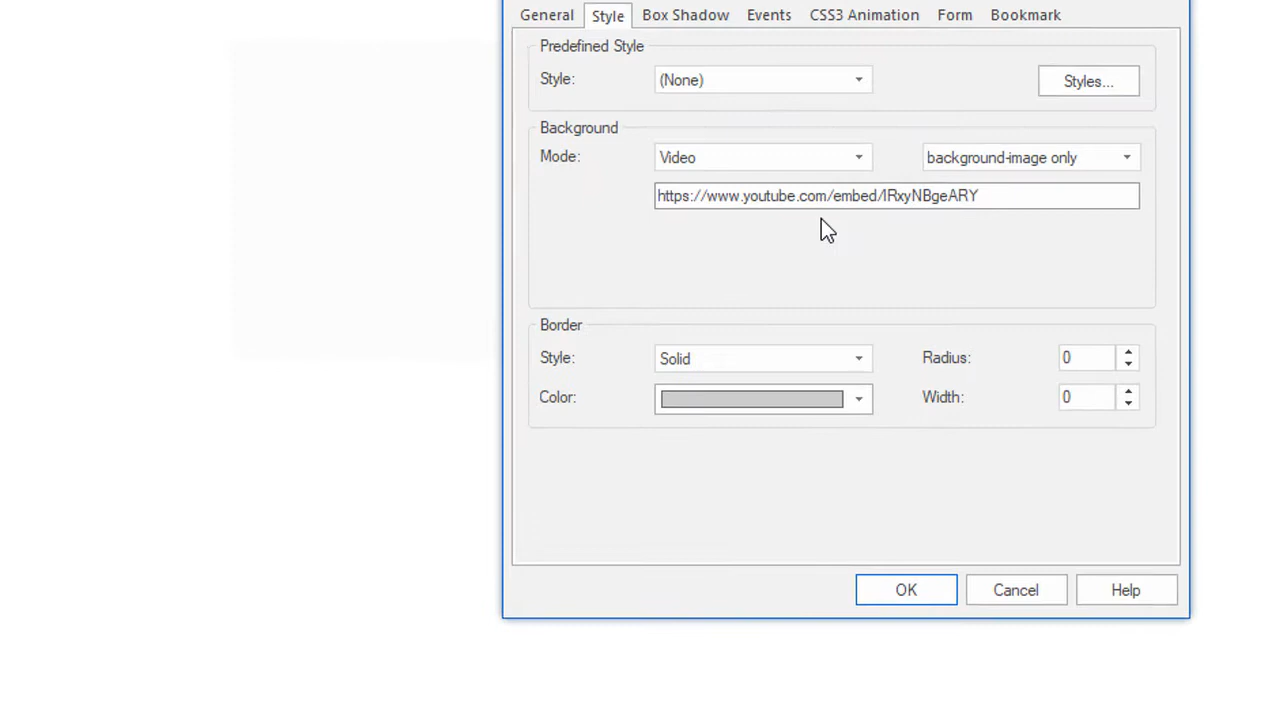 General Style Box Shadow Events CSS3 Animation Form Bookmark
Predefined Style
Style: (None) Styles...
Background
Mode: Video background-image only
https://www.youtube.com/embed/IRxyNBgeARY
Border
Style: Solid Radius: 0
Color: Width: 0
OK Cancel Help